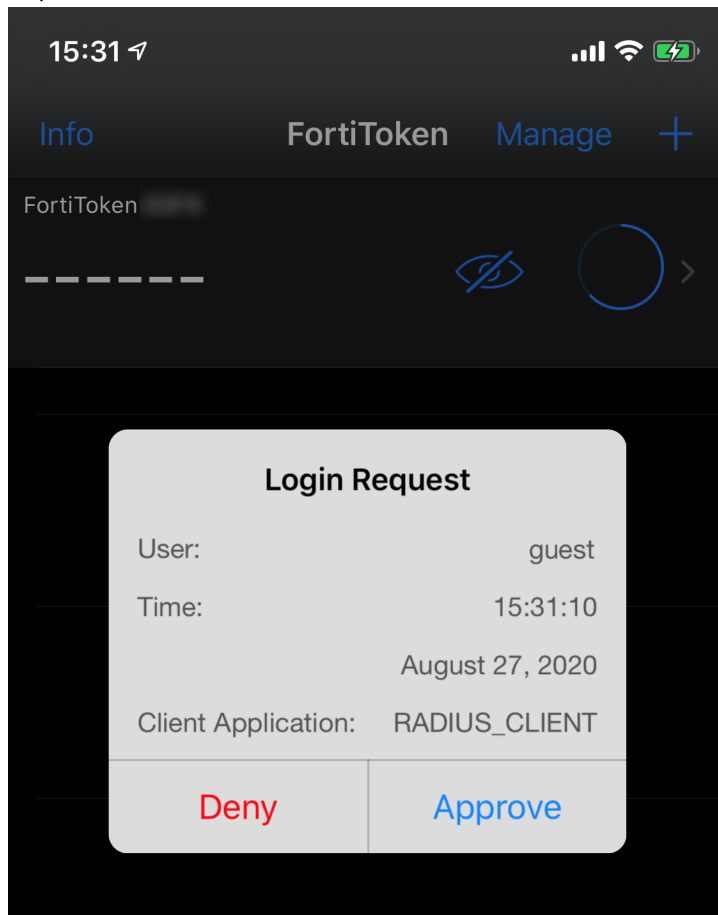 15:31
Info FortiToken Manage +
FortiToken
------
Login Request
User: guest
Time: 15:31:10
August 27, 2020
Client Application: RADIUS_CLIENT
Deny Approve